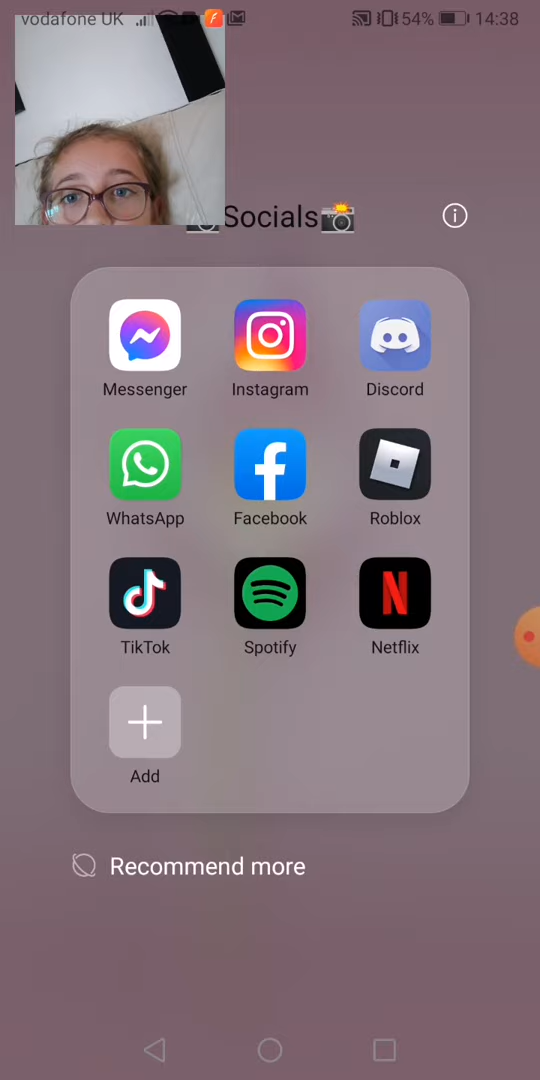 vodafone UK 54% 14:38
📷Socials📸
Messenger Instagram Discord
WhatsApp Facebook Roblox
TikTok Spotify Netflix
Add
Recommend more